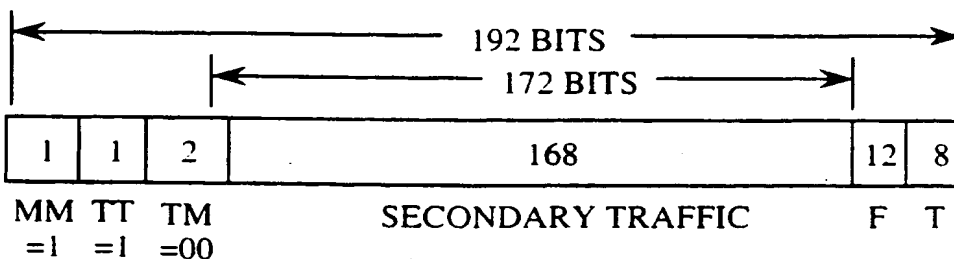 192 BITS
172 BITS
1 1 2 168 12 8
MM TT TM SECONDARY TRAFFIC F T
=1 =1 =00